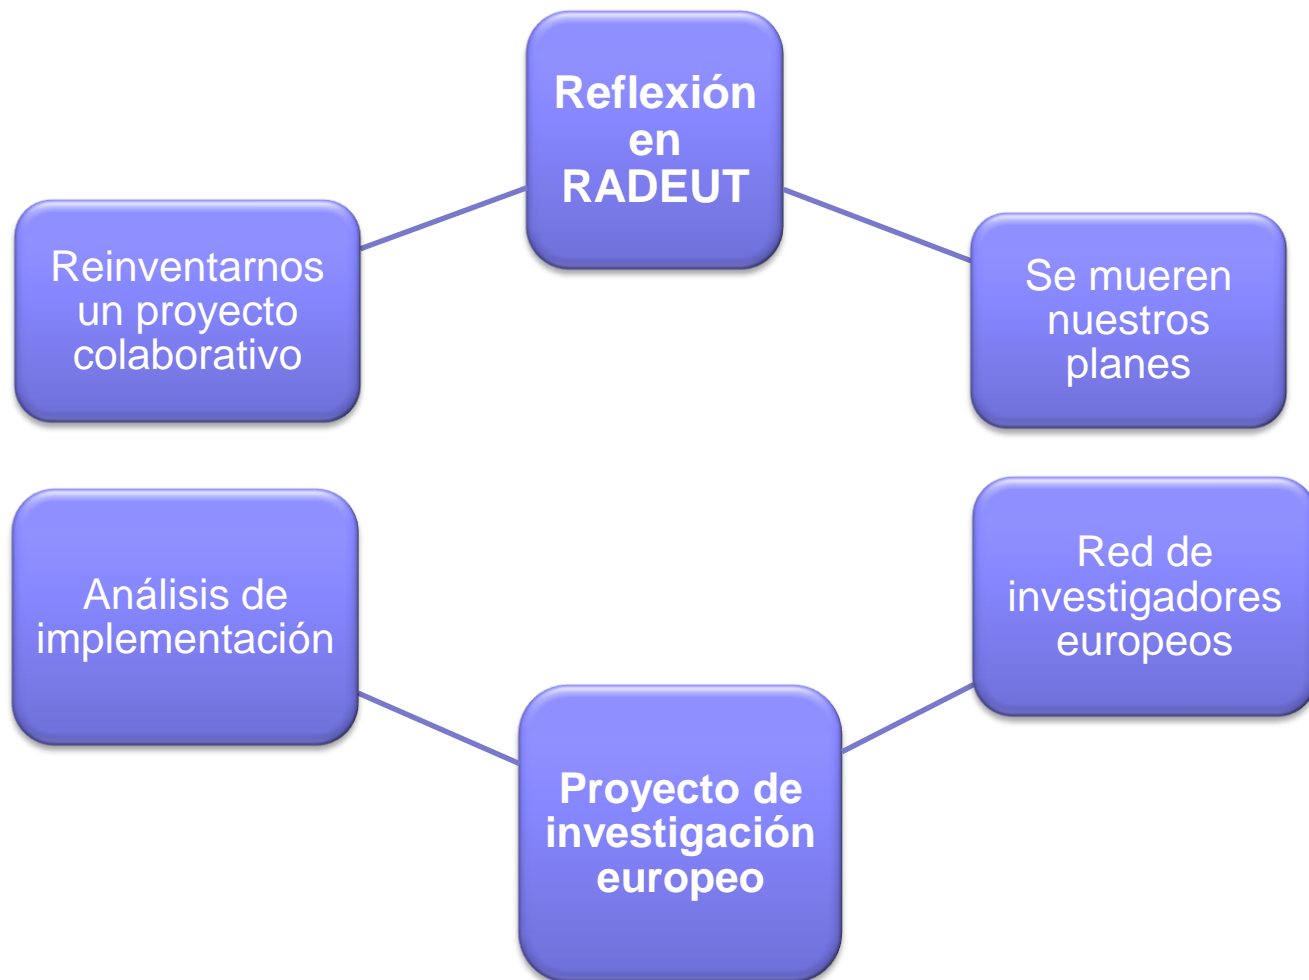 Reflexión
en
RADEUT
Reinventarnos
un proyecto
colaborativo
Se mueren
nuestros
planes
Análisis de
implementación
Red de
investigadores
europeos
Proyecto de
investigación
europeo